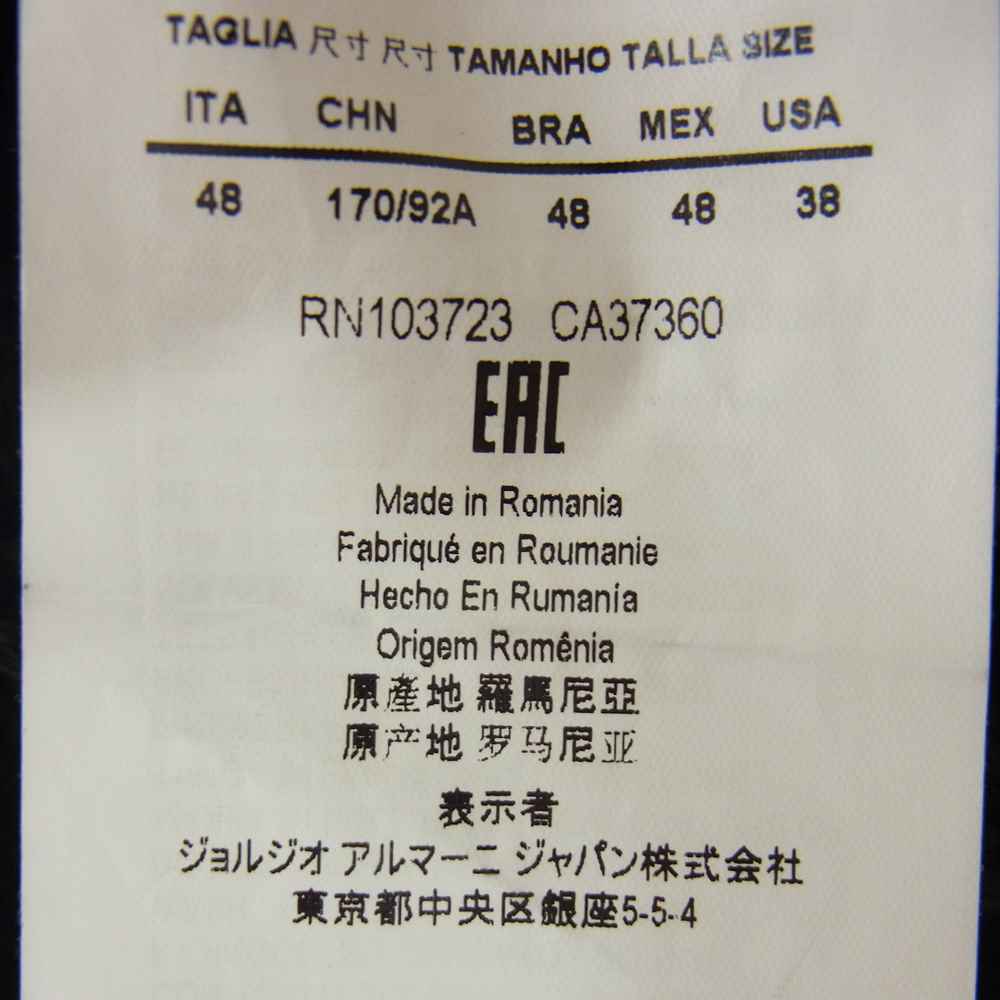 TAGLIA 尺寸 尺寸 TAMANHO TALLA SIZE
ITA CHN BRA MEX USA
48 170/92A 48 48 38
RN103723 CA37360
EAC
Made in Romania
Fabriqué en Roumanie
Hecho En Rumanía
Origem Romênia
原產地 羅馬尼亞
原产地 罗马尼亚
表示者
ジョルジオ アルマーニ ジャパン株式会社
東京都中央区銀座5-5-4